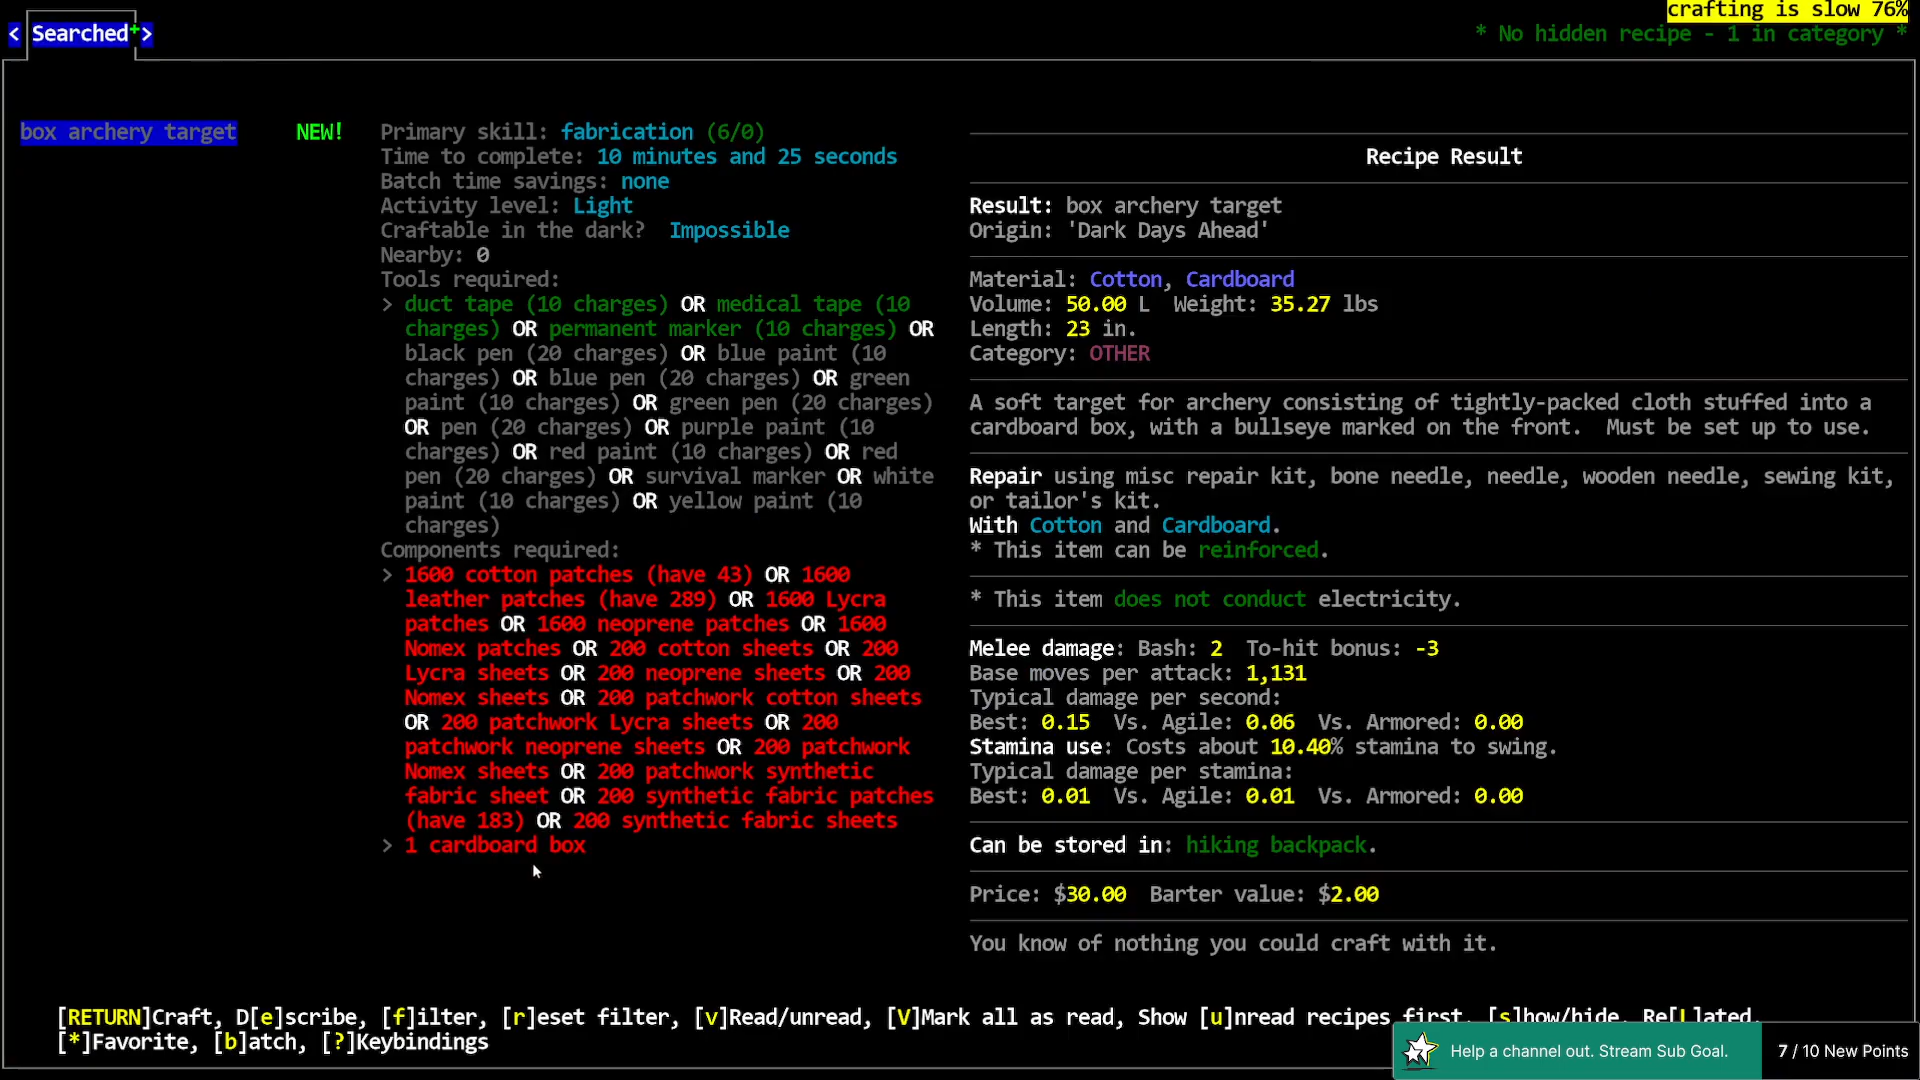 crafting is slow 76%
< Searched+ >
* No hidden recipe - 1 in category *
box archery target NEW!
Primary skill: fabrication (6/0)
Time to complete: 10 minutes and 25 seconds
Batch time savings: none
Activity level: Light
Craftable in the dark? Impossible
Nearby: 0
Tools required:
> duct tape (10 charges) OR medical tape (10
charges) OR permanent marker (10 charges) OR
black pen (20 charges) OR blue paint (10
charges) OR blue pen (20 charges) OR green
paint (10 charges) OR green pen (20 charges)
OR pen (20 charges) OR purple paint (10
charges) OR red paint (10 charges) OR red
pen (20 charges) OR survival marker OR white
paint (10 charges) OR yellow paint (10
charges)
Components required:
> 1600 cotton patches (have 43) OR 1600
leather patches (have 289) OR 1600 Lycra
patches OR 1600 neoprene patches OR 1600
Nomex patches OR 200 cotton sheets OR 200
Lycra sheets OR 200 neoprene sheets OR 200
Nomex sheets OR 200 patchwork cotton sheets
OR 200 patchwork Lycra sheets OR 200
patchwork neoprene sheets OR 200 patchwork
Nomex sheets OR 200 patchwork synthetic
fabric sheet OR 200 synthetic fabric patches
(have 183) OR 200 synthetic fabric sheets
> 1 cardboard box
Recipe Result
Result: box archery target
Origin: 'Dark Days Ahead'
Material: Cotton, Cardboard
Volume: 50.00 L Weight: 35.27 lbs
Length: 23 in.
Category: OTHER
A soft target for archery consisting of tightly-packed cloth stuffed into a
cardboard box, with a bullseye marked on the front. Must be set up to use.
Repair using misc repair kit, bone needle, needle, wooden needle, sewing kit,
or tailor's kit.
With Cotton and Cardboard.
* This item can be reinforced.
* This item does not conduct electricity.
Melee damage: Bash: 2 To-hit bonus: -3
Base moves per attack: 1,131
Typical damage per second:
Best: 0.15 Vs. Agile: 0.06 Vs. Armored: 0.00
Stamina use: Costs about 10.40% stamina to swing.
Typical damage per stamina:
Best: 0.01 Vs. Agile: 0.01 Vs. Armored: 0.00
Can be stored in: hiking backpack.
Price: $30.00 Barter value: $2.00
You know of nothing you could craft with it.
[RETURN]Craft, D[e]scribe, [f]ilter, [r]eset filter, [v]Read/unread, [V]Mark all as read, Show [u]nread recipes first, [s]how/hide, Re[L]ated,
[*]Favorite, [b]atch, [?]Keybindings
Help a channel out. Stream Sub Goal.
7 / 10 New Points